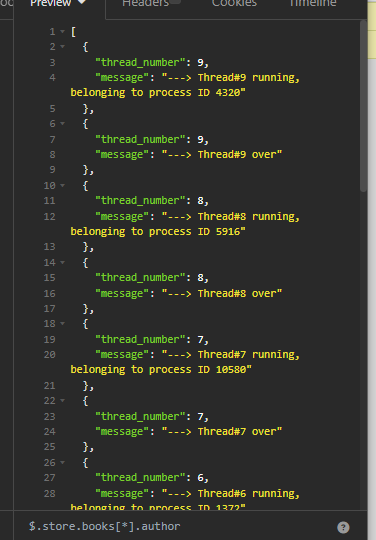 Preview Headers Cookies Timeline
1 [
2 {
3 "thread_number": 9,
4 "message": "---> Thread#9 running,
belonging to process ID 4320"
5 },
6 {
7 "thread_number": 9,
8 "message": "---> Thread#9 over"
9 },
10 {
11 "thread_number": 8,
12 "message": "---> Thread#8 running,
belonging to process ID 5916"
13 },
14 {
15 "thread_number": 8,
16 "message": "---> Thread#8 over"
17 },
18 {
19 "thread_number": 7,
20 "message": "---> Thread#7 running,
belonging to process ID 10580"
21 },
22 {
23 "thread_number": 7,
24 "message": "---> Thread#7 over"
25 },
26 {
27 "thread_number": 6,
28 "message": "---> Thread#6 running,
belonging to process ID 1372"
$.store.books[*].author